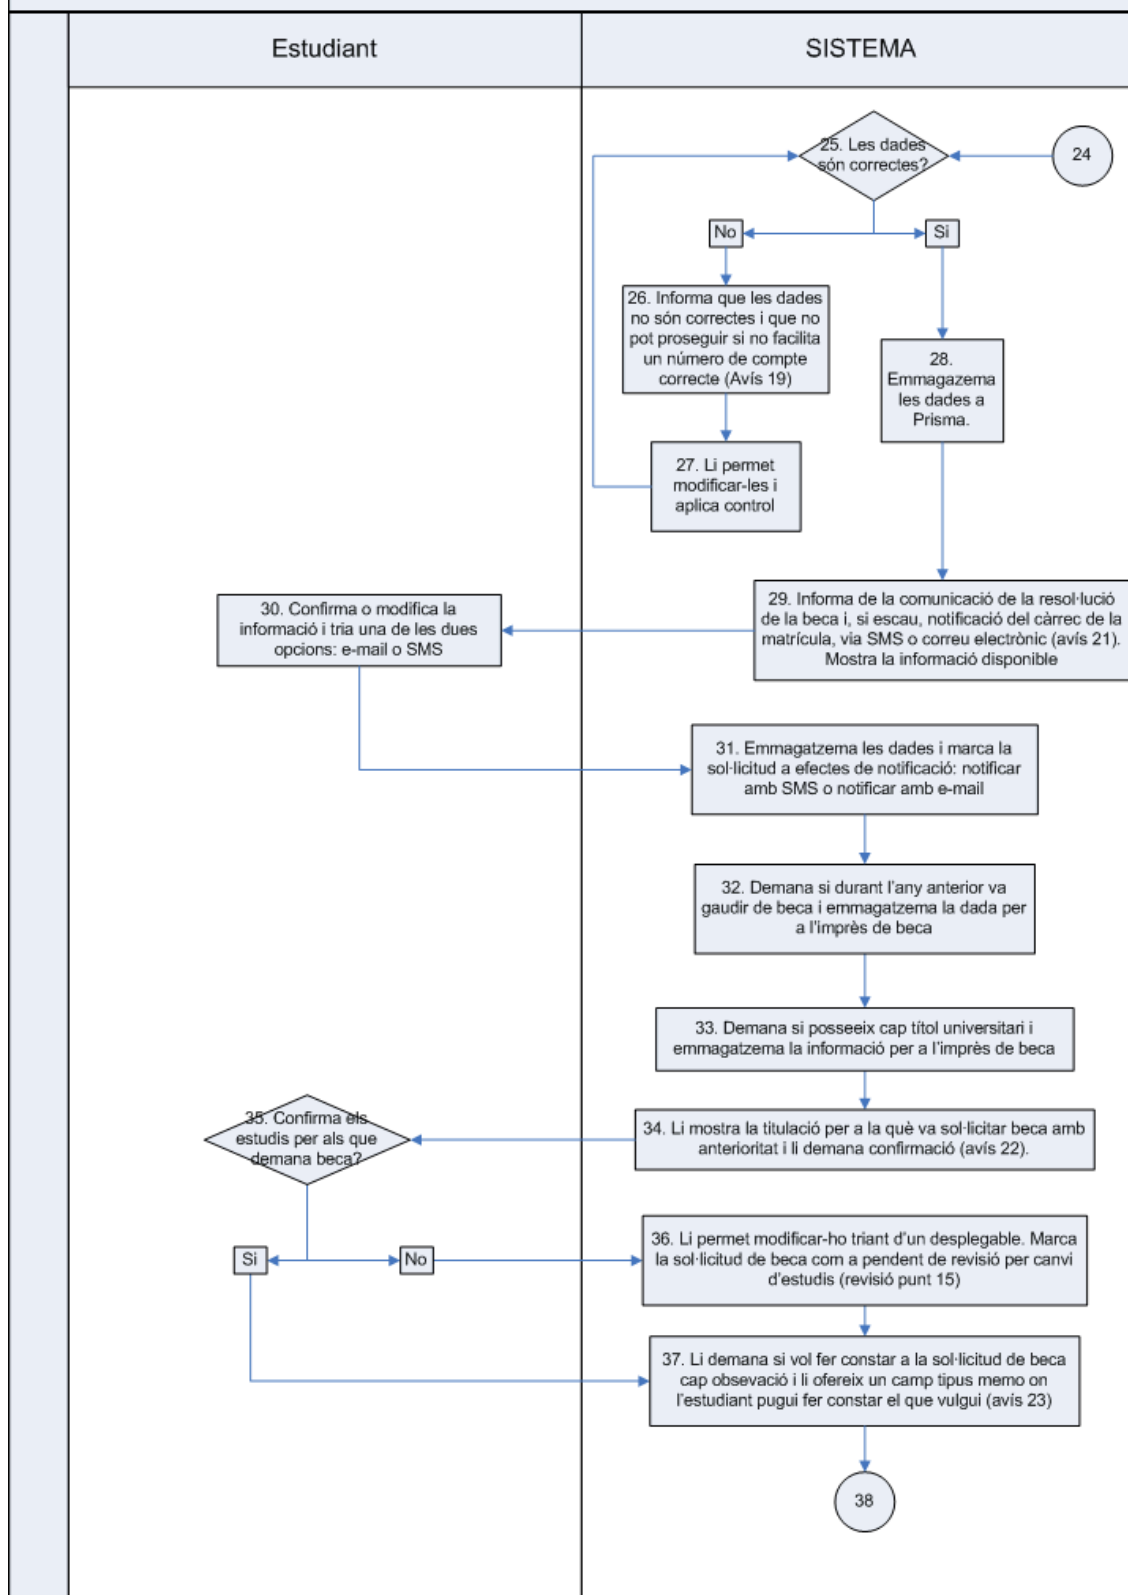 Estudiant
SISTEMA
25. Les dades
són correctes?
24
No
Si
26. Informa que les dades
no són correctes i que no
pot proseguir si no facilita
un número de compte
correcte (Avís 19)
28.
Emmagazema
les dades a
Prisma.
27. Li permet
modificar-les i
aplica control
29. Informa de la comunicació de la resol·lució
de la beca i, si escau, notificació del càrrec de la
matrícula, via SMS o correu electrònic (avís 21).
Mostra la informació disponible
30. Confirma o modifica la
informació i tria una de les dues
opcions: e-mail o SMS
31. Emmagatzema les dades i marca la
sol·licitud a efectes de notificació: notificar
amb SMS o notificar amb e-mail
32. Demana si durant l'any anterior va
gaudir de beca i emmagatzema la dada per
a l'imprès de beca
33. Demana si posseeix cap títol universitari i
emmagatzema la informació per a l'imprès de beca
34. Li mostra la titulació per a la què va sol·licitar beca amb
anterioritat i li demana confirmació (avís 22).
35. Confirma els
estudis per als que
demana beca?
Si
No
36. Li permet modificar-ho triant d'un desplegable. Marca
la sol·licitud de beca com a pendent de revisió per canvi
d'estudis (revisió punt 15)
37. Li demana si vol fer constar a la sol·licitud de beca
cap obsevació i li ofereix un camp tipus memo on
l'estudiant pugui fer constar el que vulgui (avís 23)
38